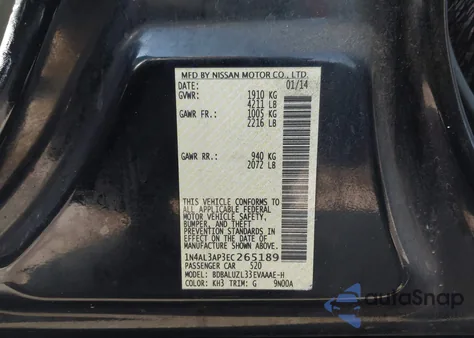 MFD BY NISSAN MOTOR CO., LTD.
DATE: 01/14
GVWR: 1910 KG
4211 LB
GAWR FR.: 1005 KG
2216 LB
GAWR RR.: 940 KG
2072 LB
THIS VEHICLE CONFORMS TO
ALL APPLICABLE FEDERAL
MOTOR VEHICLE SAFETY,
BUMPER, AND THEFT
PREVENTION STANDARDS
IN EFFECT ON THE DATE OF
MANUFACTURE SHOWN ABOVE.
1N4AL3AP3EC265189
PASSENGER CAR 520
MODEL: BDBALUZL33EVAAAE-H
COLOR: KH3 TRIM: G 9N00A
autoSnap